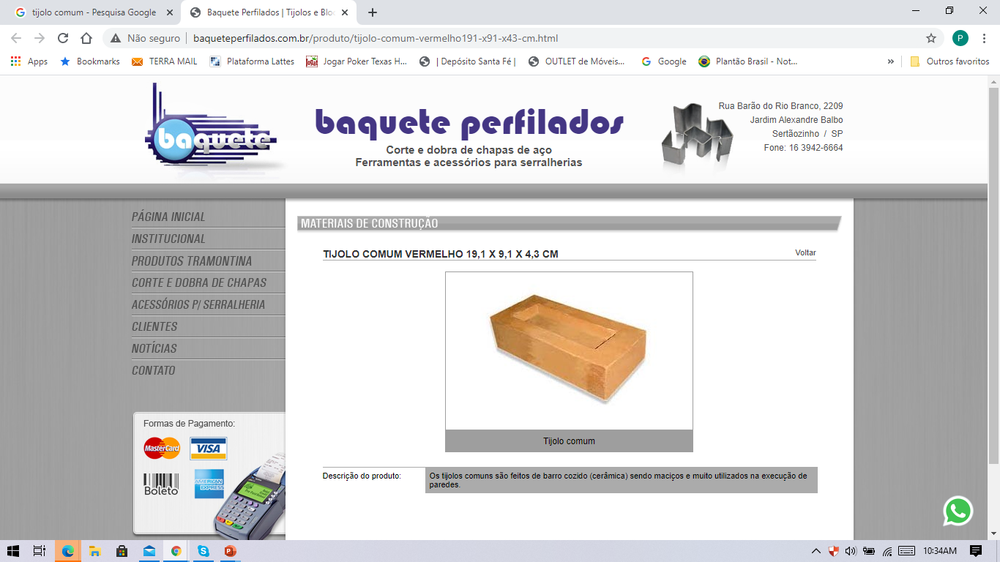 tijolo comum - Pesquisa Google
Baquete Perfilados | Tijolos e Bloc
Não seguro
baqueteperfilados.com.br/produto/tijolo-comum-vermelho191-x91-x43-cm.html
P
Apps
Bookmarks
TERRA MAIL
Plataforma Lattes
Jogar Poker Texas H...
| Depósito Santa Fé |
OUTLET de Móveis...
Google
Plantão Brasil - Not...
»
Outros favoritos
baquete
baquete perfilados
Corte e dobra de chapas de aço
Ferramentas e acessórios para serralherias
Rua Barão do Rio Branco, 2209
Jardim Alexandre Balbo
Sertãozinho / SP
Fone: 16 3942-6664
PÁGINA INICIAL
INSTITUCIONAL
PRODUTOS TRAMONTINA
CORTE E DOBRA DE CHAPAS
ACESSÓRIOS P/ SERRALHERIA
CLIENTES
NOTÍCIAS
CONTATO
Formas de Pagamento:
MasterCard
VISA
Boleto
AMERICAN EXPRESS
MATERIAIS DE CONSTRUÇÃO
TIJOLO COMUM VERMELHO 19,1 X 9,1 X 4,3 CM
Voltar
Tijolo comum
Descrição do produto:
Os tijolos comuns são feitos de barro cozido (cerâmica) sendo maciços e muito utilizados na execução de
paredes.
10:34AM